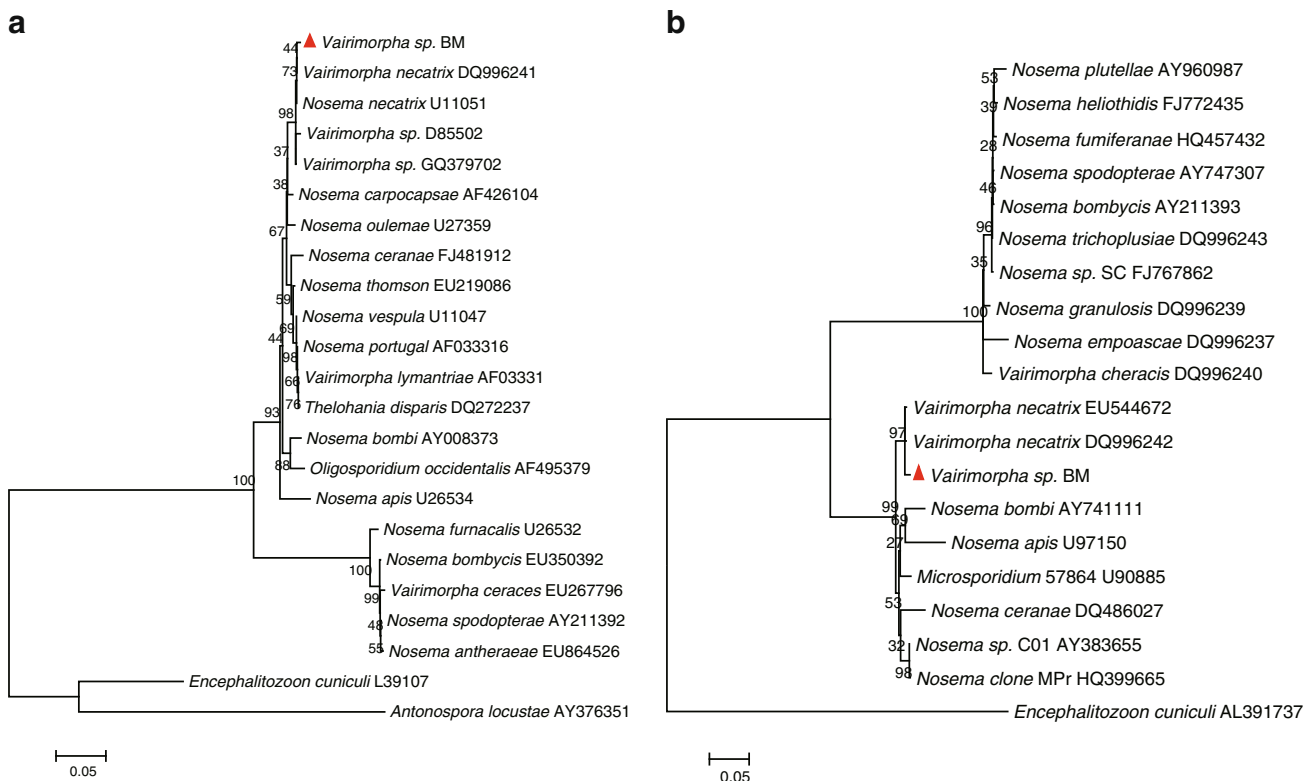 a
44
Vairimorpha sp. BM
73
Vairimorpha necatrix DQ996241
Nosema necatrix U11051
98
Vairimorpha sp. D85502
37
Vairimorpha sp. GQ379702
38
Nosema carpocapsae AF426104
67
Nosema oulemae U27359
Nosema ceranae FJ481912
59
Nosema thomson EU219086
69
Nosema vespula U11047
44
98
Nosema portugal AF033316
66
Vairimorpha lymantriae AF03331
76
Thelohania disparis DQ272237
93
Nosema bombi AY008373
88
Oligosporidium occidentalis AF495379
100
Nosema apis U26534
Nosema furnacalis U26532
100
Nosema bombycis EU350392
99
Vairimorpha ceraces EU267796
48
Nosema spodopterae AY211392
55
Nosema antheraeae EU864526
Encephalitozoon cuniculi L39107
Antonospora locustae AY376351
0.05
b
53
Nosema plutellae AY960987
39
Nosema heliothidis FJ772435
28
Nosema fumiferanae HQ457432
46
Nosema spodopterae AY747307
Nosema bombycis AY211393
96
Nosema trichoplusiae DQ996243
35
Nosema sp. SC FJ767862
100
Nosema granulosis DQ996239
Nosema empoascae DQ996237
Vairimorpha cheracis DQ996240
Vairimorpha necatrix EU544672
97
Vairimorpha necatrix DQ996242
Vairimorpha sp. BM
99
69
Nosema bombi AY741111
27
Nosema apis U97150
Microsporidium 57864 U90885
53
Nosema ceranae DQ486027
32
Nosema sp. C01 AY383655
98
Nosema clone MPr HQ399665
Encephalitozoon cuniculi AL391737
0.05